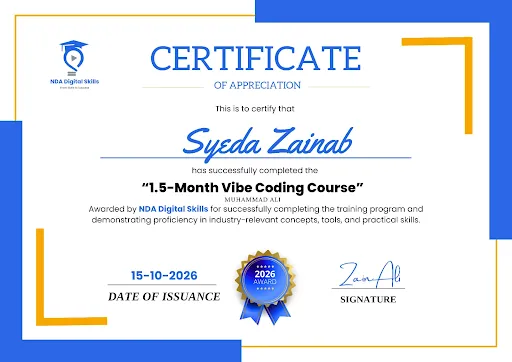 NDA Digital Skills
CERTIFICATE
OF APPRECIATION
This is to certify that
Syeda Zainab
has successfully completed the
“1.5-Month Vibe Coding Course”
MUHAMMAD ALI
Awarded by NDA Digital Skills for successfully completing the training program and
demonstrating proficiency in industry-relevant concepts, tools, and practical skills.
15-10-2026
DATE OF ISSUANCE
2026
AWARD
SIGNATURE